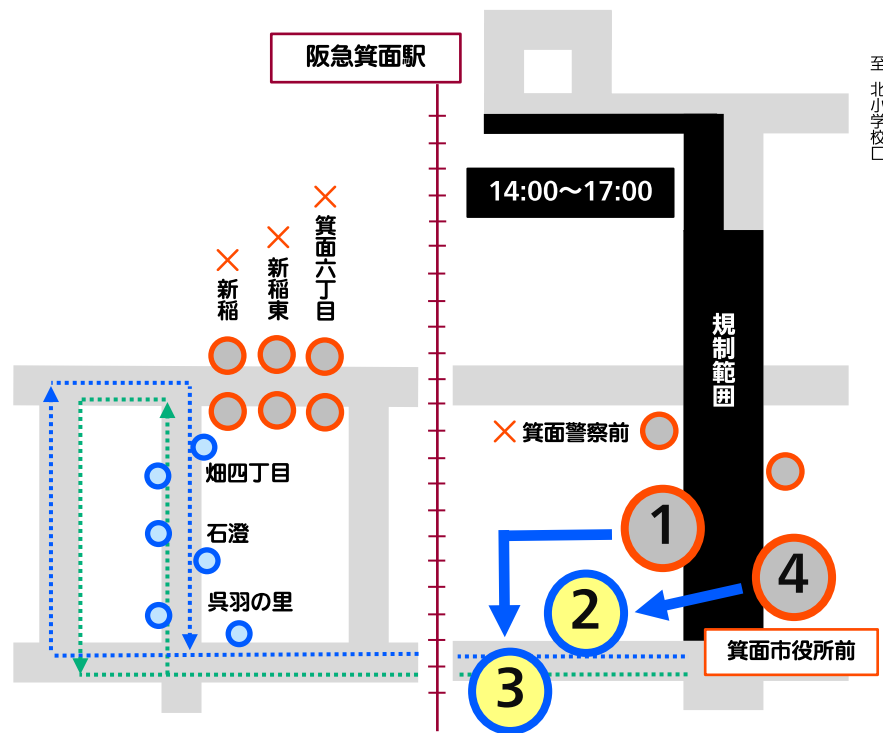 阪急箕面駅
至 北小学校口
14:00〜17:00
箕面六丁目
新稲東
新稲
規制範囲
箕面警察前
畑四丁目
石澄
呉羽の里
1
4
2
箕面市役所前
3